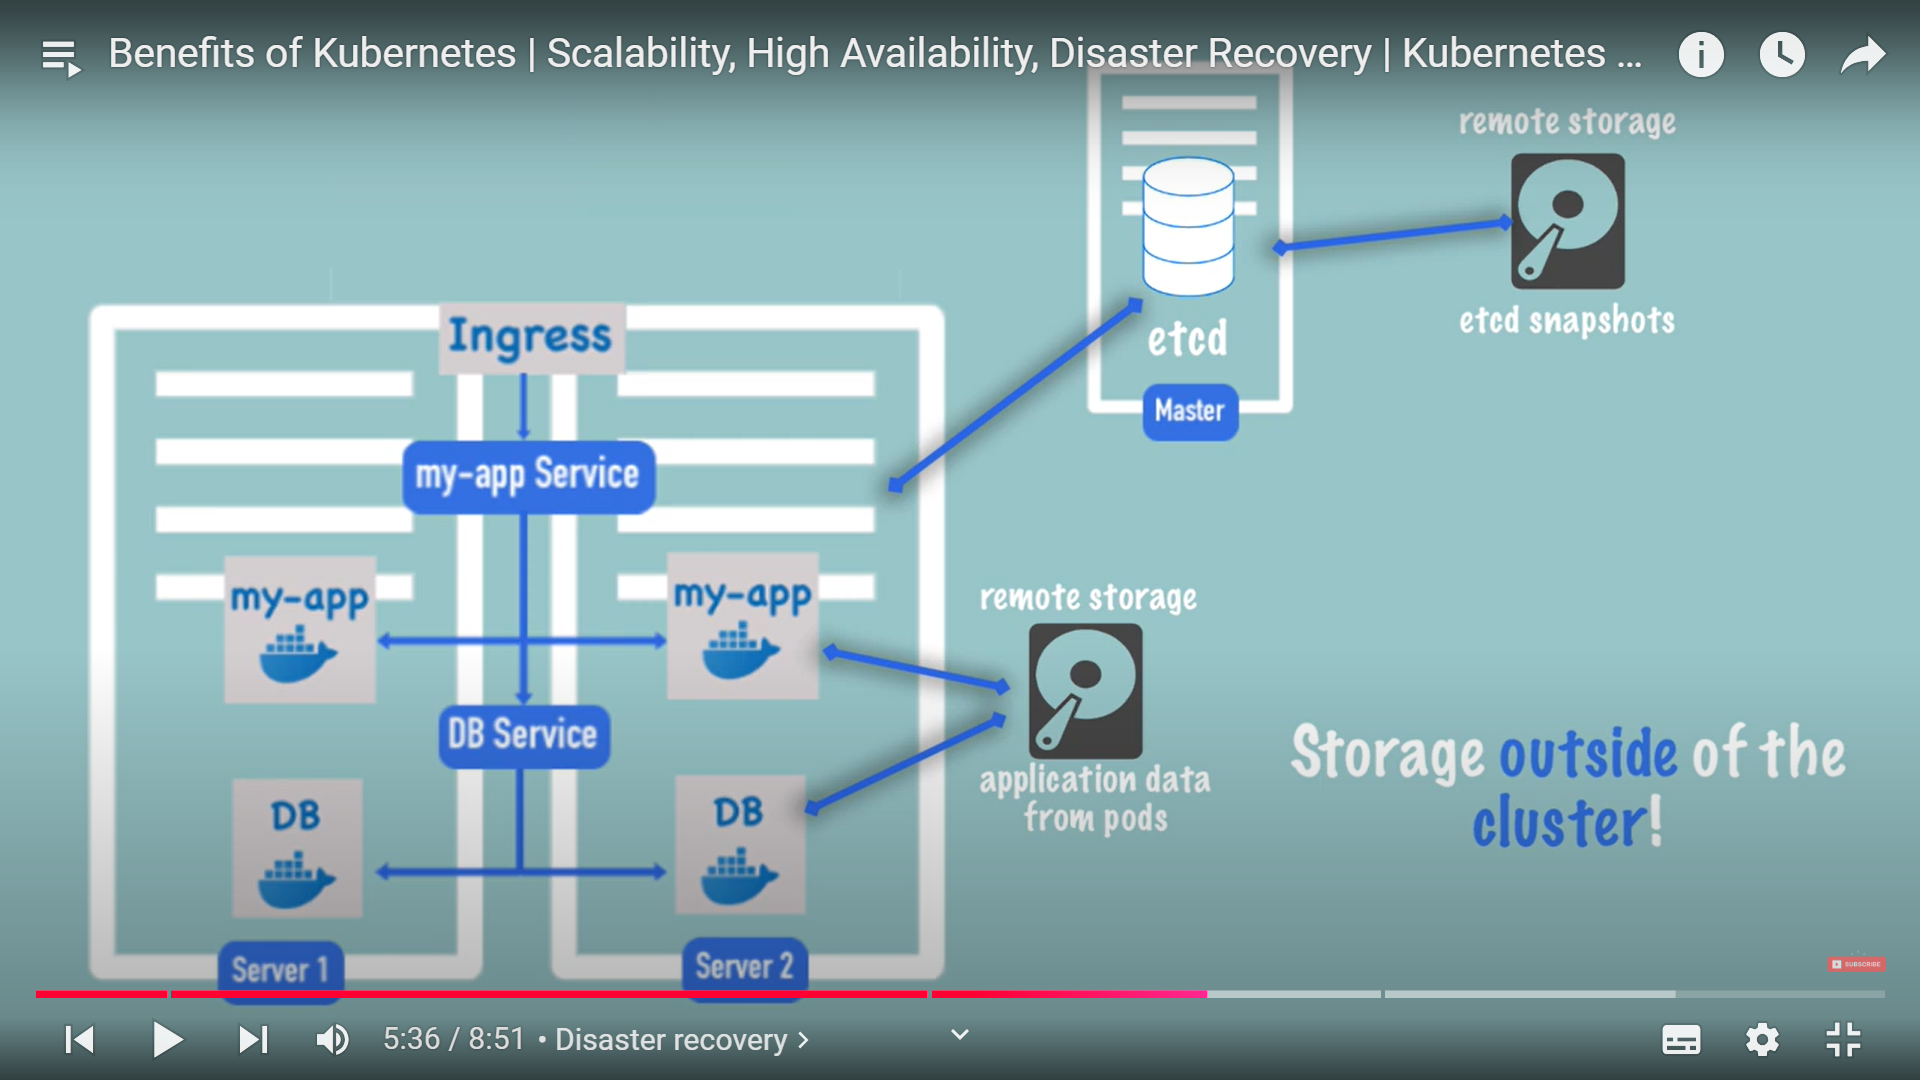 Benefits of Kubernetes | Scalability, High Availability, Disaster Recovery | Kubernetes ...
remote storage
etcd snapshots
etcd
Master
Ingress
my-app Service
my-app
my-app
remote storage
application data
from pods
DB Service
DB
DB
Storage outside of the
cluster!
Server 1
Server 2
SUBSCRIBE
5:36 / 8:51 • Disaster recovery >